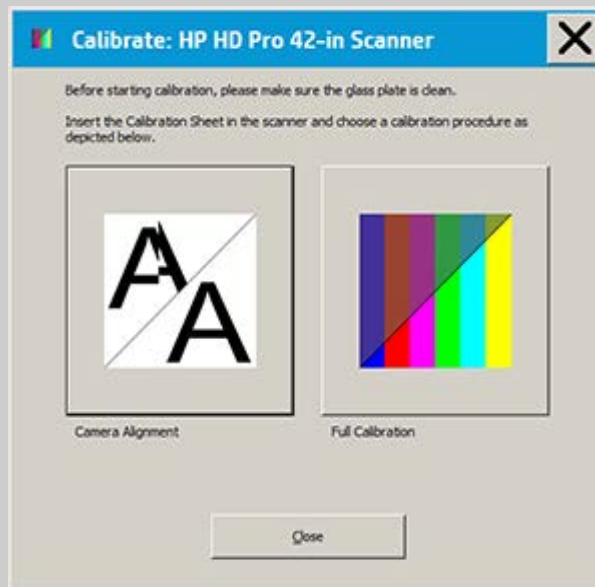 Calibrate: HP HD Pro 42-in Scanner
Before starting calibration, please make sure the glass plate is clean.
Insert the Calibration Sheet in the scanner and choose a calibration procedure as
depicted below.
A
A
Camera Alignment
Full Calibration
Close